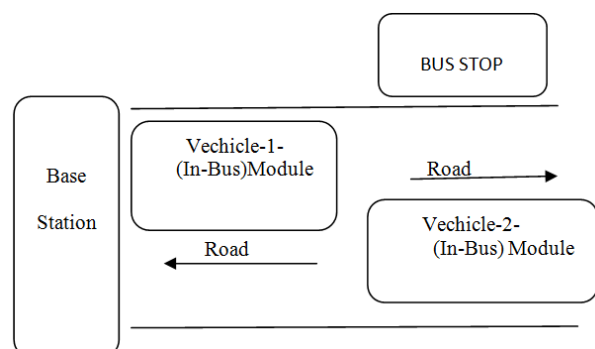 BUS STOP
Vechicle-1-
(In-Bus)Module
Base
Station
Road
Vechicle-2-
(In-Bus) Module
Road